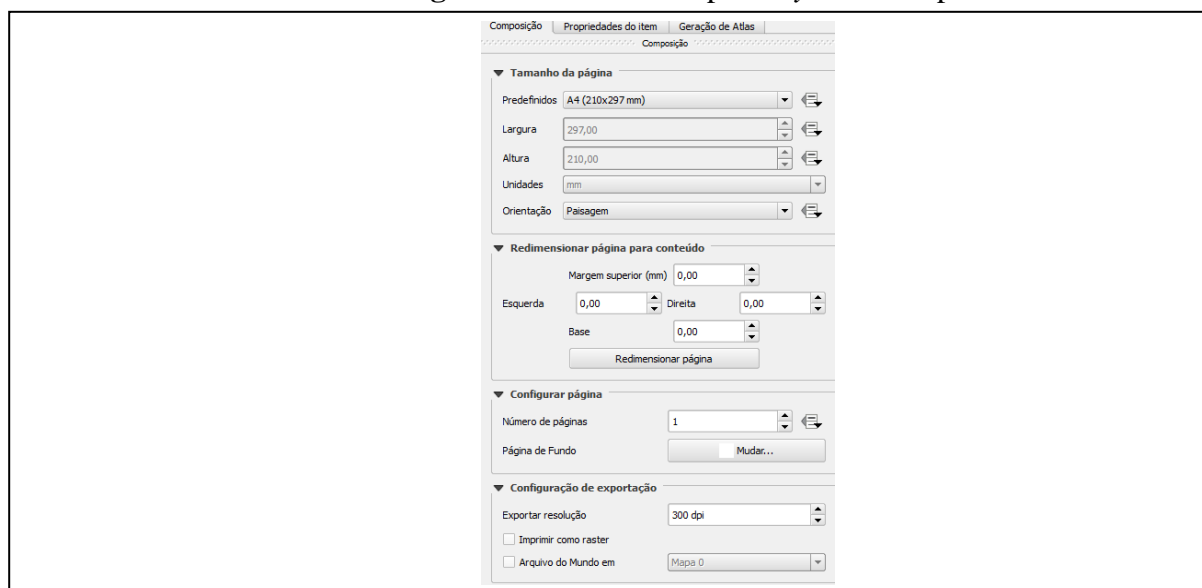 Composição Propriedades do item Geração de Atlas
Composição
Tamanho da página
Predefinidos A4 (210x297 mm)
Largura 297,00
Altura 210,00
Unidades mm
Orientação Paisagem
Redimensionar página para conteúdo
Margem superior (mm) 0,00
Esquerda 0,00 Direita 0,00
Base 0,00
Redimensionar página
Configurar página
Número de páginas 1
Página de Fundo Mudar...
Configuração de exportação
Exportar resolução 300 dpi
Imprimir como raster
Arquivo do Mundo em Mapa 0